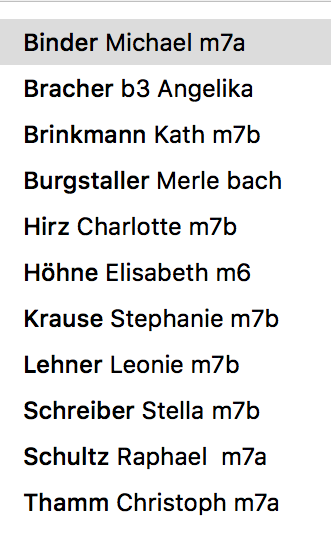 Binder Michael m7a
Bracher b3 Angelika
Brinkmann Kath m7b
Burgstaller Merle bach
Hirz Charlotte m7b
Höhne Elisabeth m6
Krause Stephanie m7b
Lehner Leonie m7b
Schreiber Stella m7b
Schultz Raphael  m7a
Thamm Christoph m7a